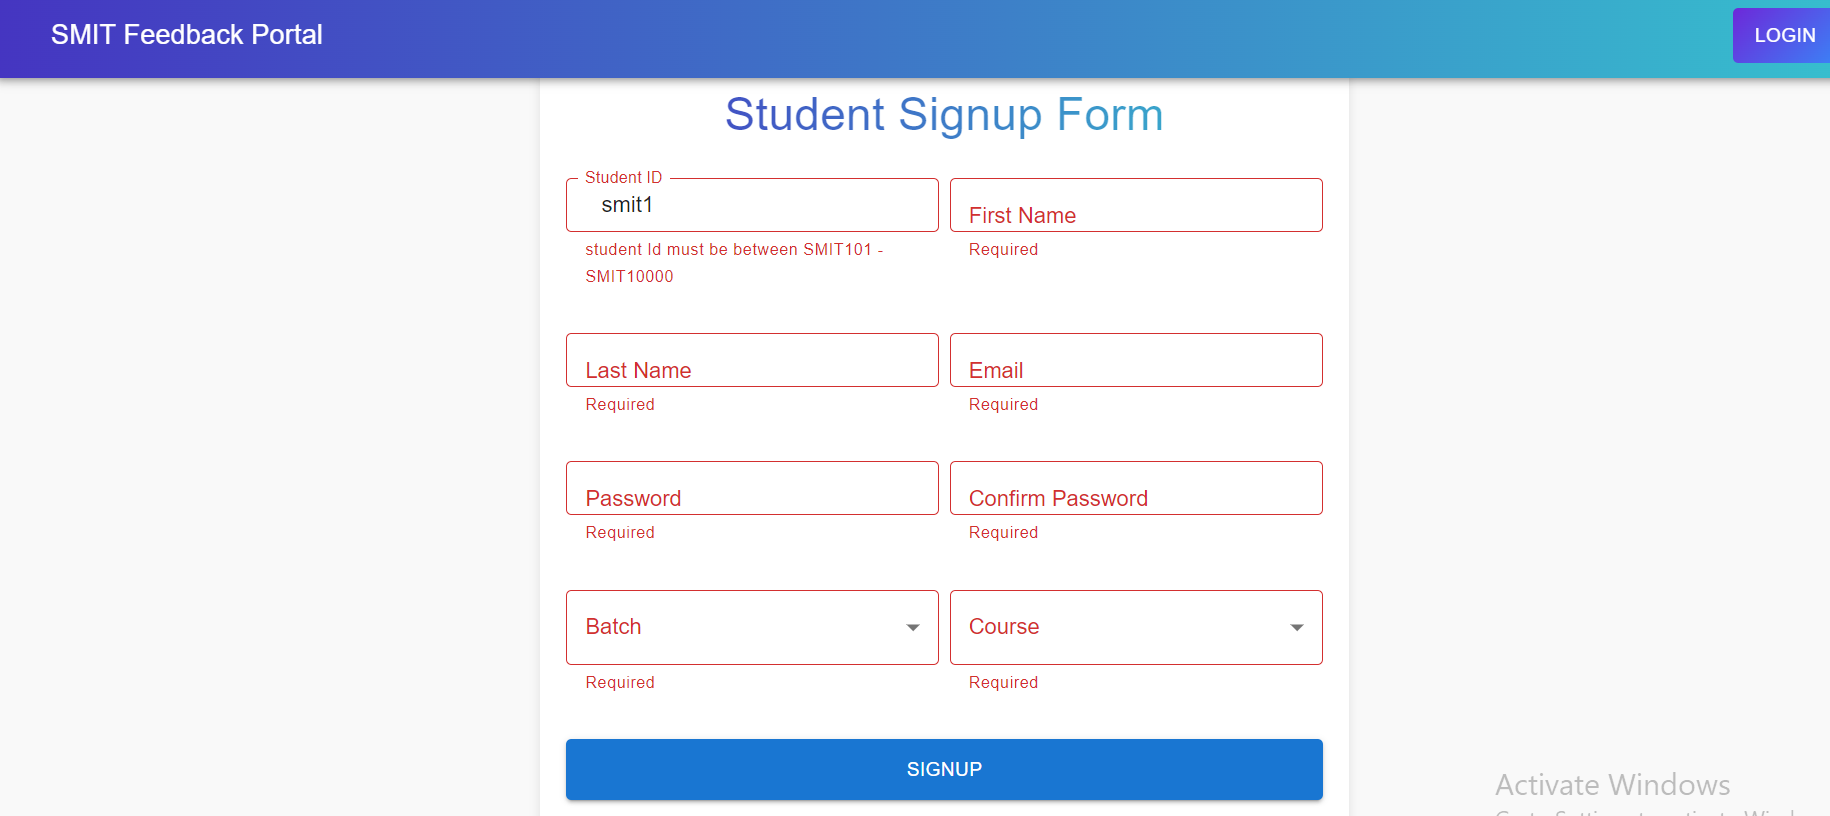 SMIT Feedback Portal
LOGIN
Student Signup Form
Student ID
smit1
student Id must be between SMIT101 -
SMIT10000
First Name
Required
Last Name
Required
Email
Required
Password
Required
Confirm Password
Required
Batch
Required
Course
Required
SIGNUP
Activate Windows